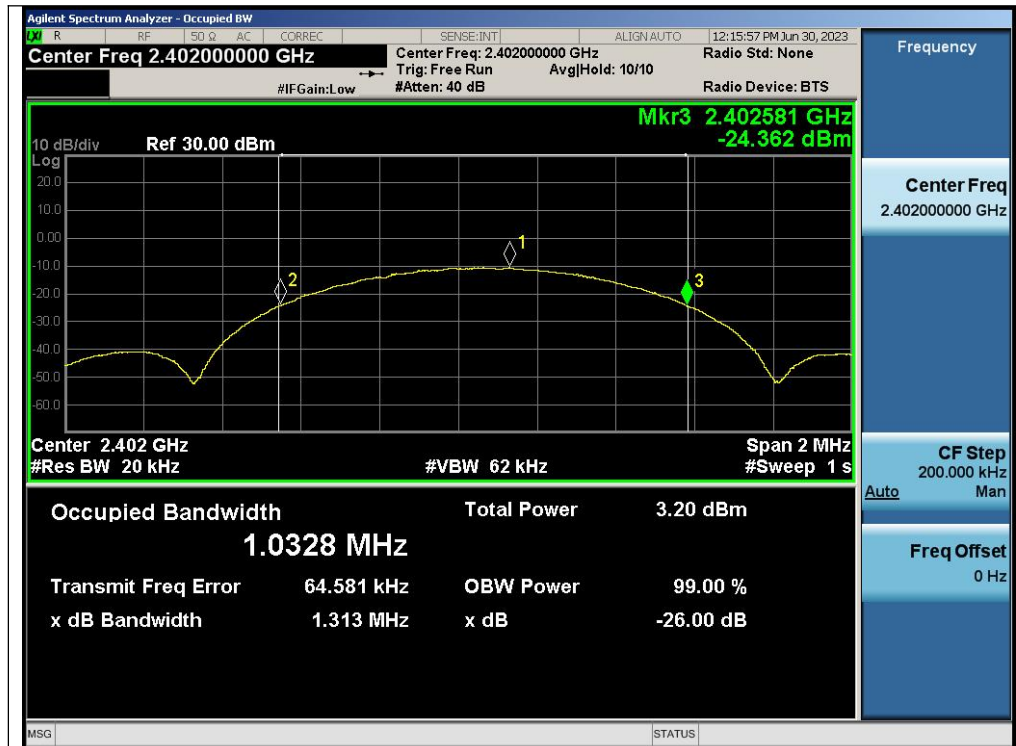 Agilent Spectrum Analyzer - Occupied BW
LXI R RF 50 Ω AC CORREC SENSE:INT ALIGN AUTO 12:15:57 PM Jun 30, 2023
Center Freq 2.402000000 GHz
Center Freq: 2.402000000 GHz
Radio Std: None
Trig: Free Run Avg|Hold: 10/10
#IFGain:Low #Atten: 40 dB Radio Device: BTS
Mkr3 2.402581 GHz
-24.362 dBm
10 dB/div Ref 30.00 dBm
Log
20.0
10.0
0.00
-10.0
-20.0
-30.0
-40.0
-50.0
-60.0
1
2
3
Center 2.402 GHz Span 2 MHz
#Res BW 20 kHz #VBW 62 kHz #Sweep 1 s
Occupied Bandwidth Total Power 3.20 dBm
1.0328 MHz
Transmit Freq Error 64.581 kHz OBW Power 99.00 %
x dB Bandwidth 1.313 MHz x dB -26.00 dB
MSG STATUS
Frequency
Center Freq
2.402000000 GHz
CF Step
200.000 kHz
Auto Man
Freq Offset
0 Hz